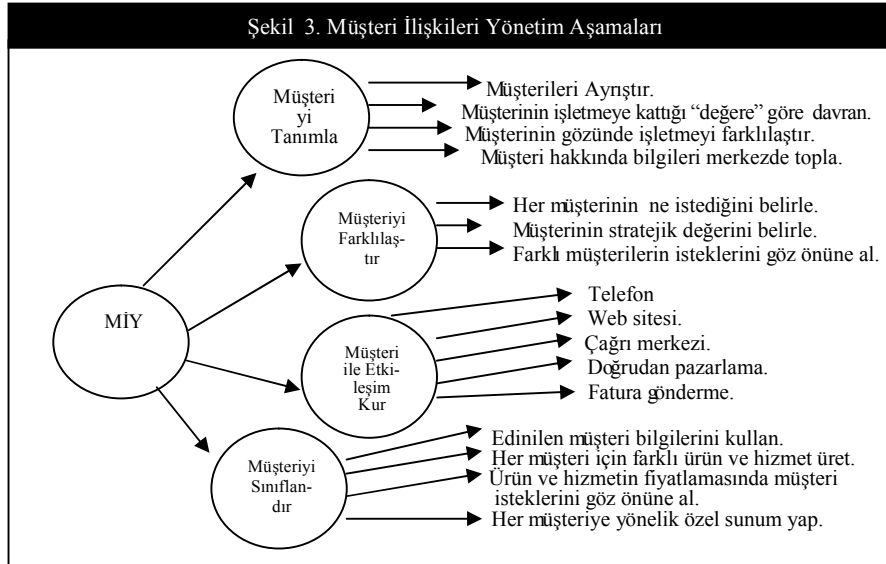 Şekil 3. Müşteri İlişkileri Yönetim Aşamaları
MİY
Müşteri
yi
Tanımla
Müşterileri Ayrıştır.
Müşterinin işletmeye kattığı “değere” göre davran.
Müşterinin gözünde işletmeyi farklılaştır.
Müşteri hakkında bilgileri merkezde topla.
Müşteriyi
Farklılaş-
tır
Her müşterinin ne istediğini belirle.
Müşterinin stratejik değerini belirle.
Farklı müşterilerin isteklerini göz önüne al.
Müşteri
ile Etki-
leşim
Kur
Telefon
Web sitesi.
Çağrı merkezi.
Doğrudan pazarlama.
Fatura gönderme.
Müşteriyi
Sınıflan-
dır
Edinilen müşteri bilgilerini kullan.
Her müşteri için farklı ürün ve hizmet üret.
Ürün ve hizmetin fiyatlamasında müşteri
isteklerini göz önüne al.
Her müşteriye yönelik özel sunum yap.